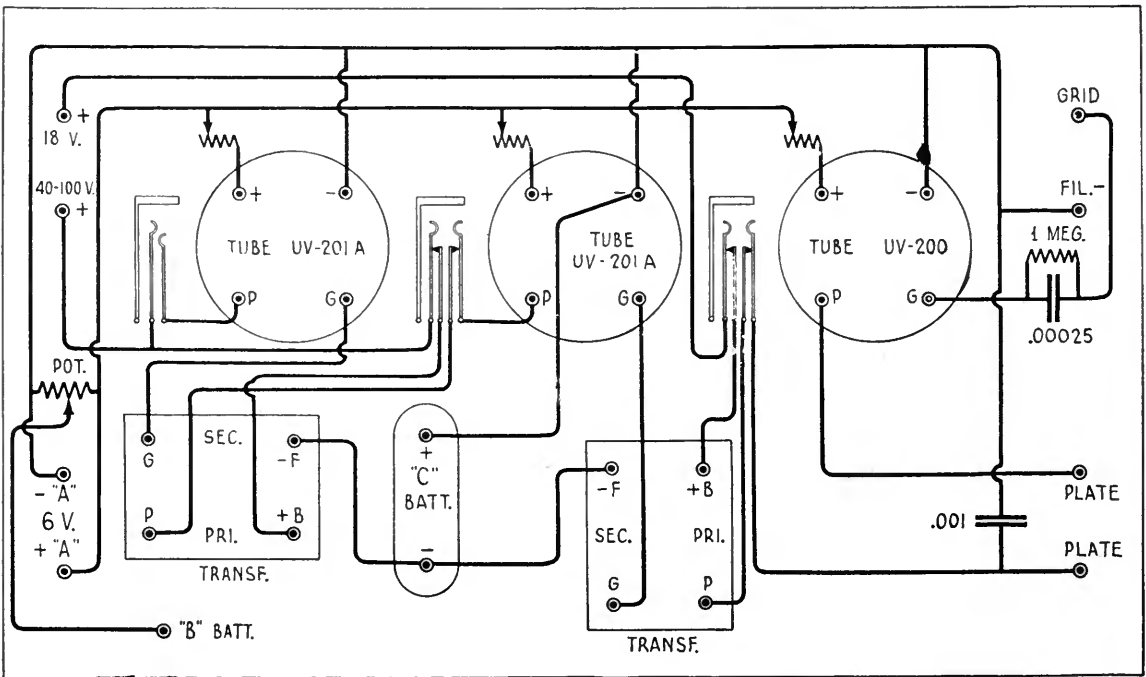 +
18 V.
40-100 V.
+
+
-
TUBE UV-201A
P
G
+
-
TUBE
UV-201A
G
P
+
-
TUBE UV-200
P
G
GRID
FIL.-
1 MEG.
.00025
POT.
- "A"
6 V.
+ "A"
"B" BATT.
G
SEC.
-F
P
PRI.
+B
TRANSF.
+
"C"
BATT.
-
-F
+B
SEC.
PRI.
G
P
TRANSF.
.001
PLATE
PLATE